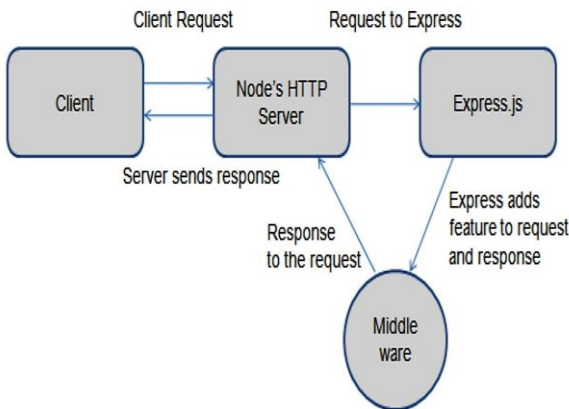 Client Request
Request to Express
Client
Node's HTTP
Server
Express.js
Server sends response
Express adds
feature to request
and response
Response
to the request
Middle
ware